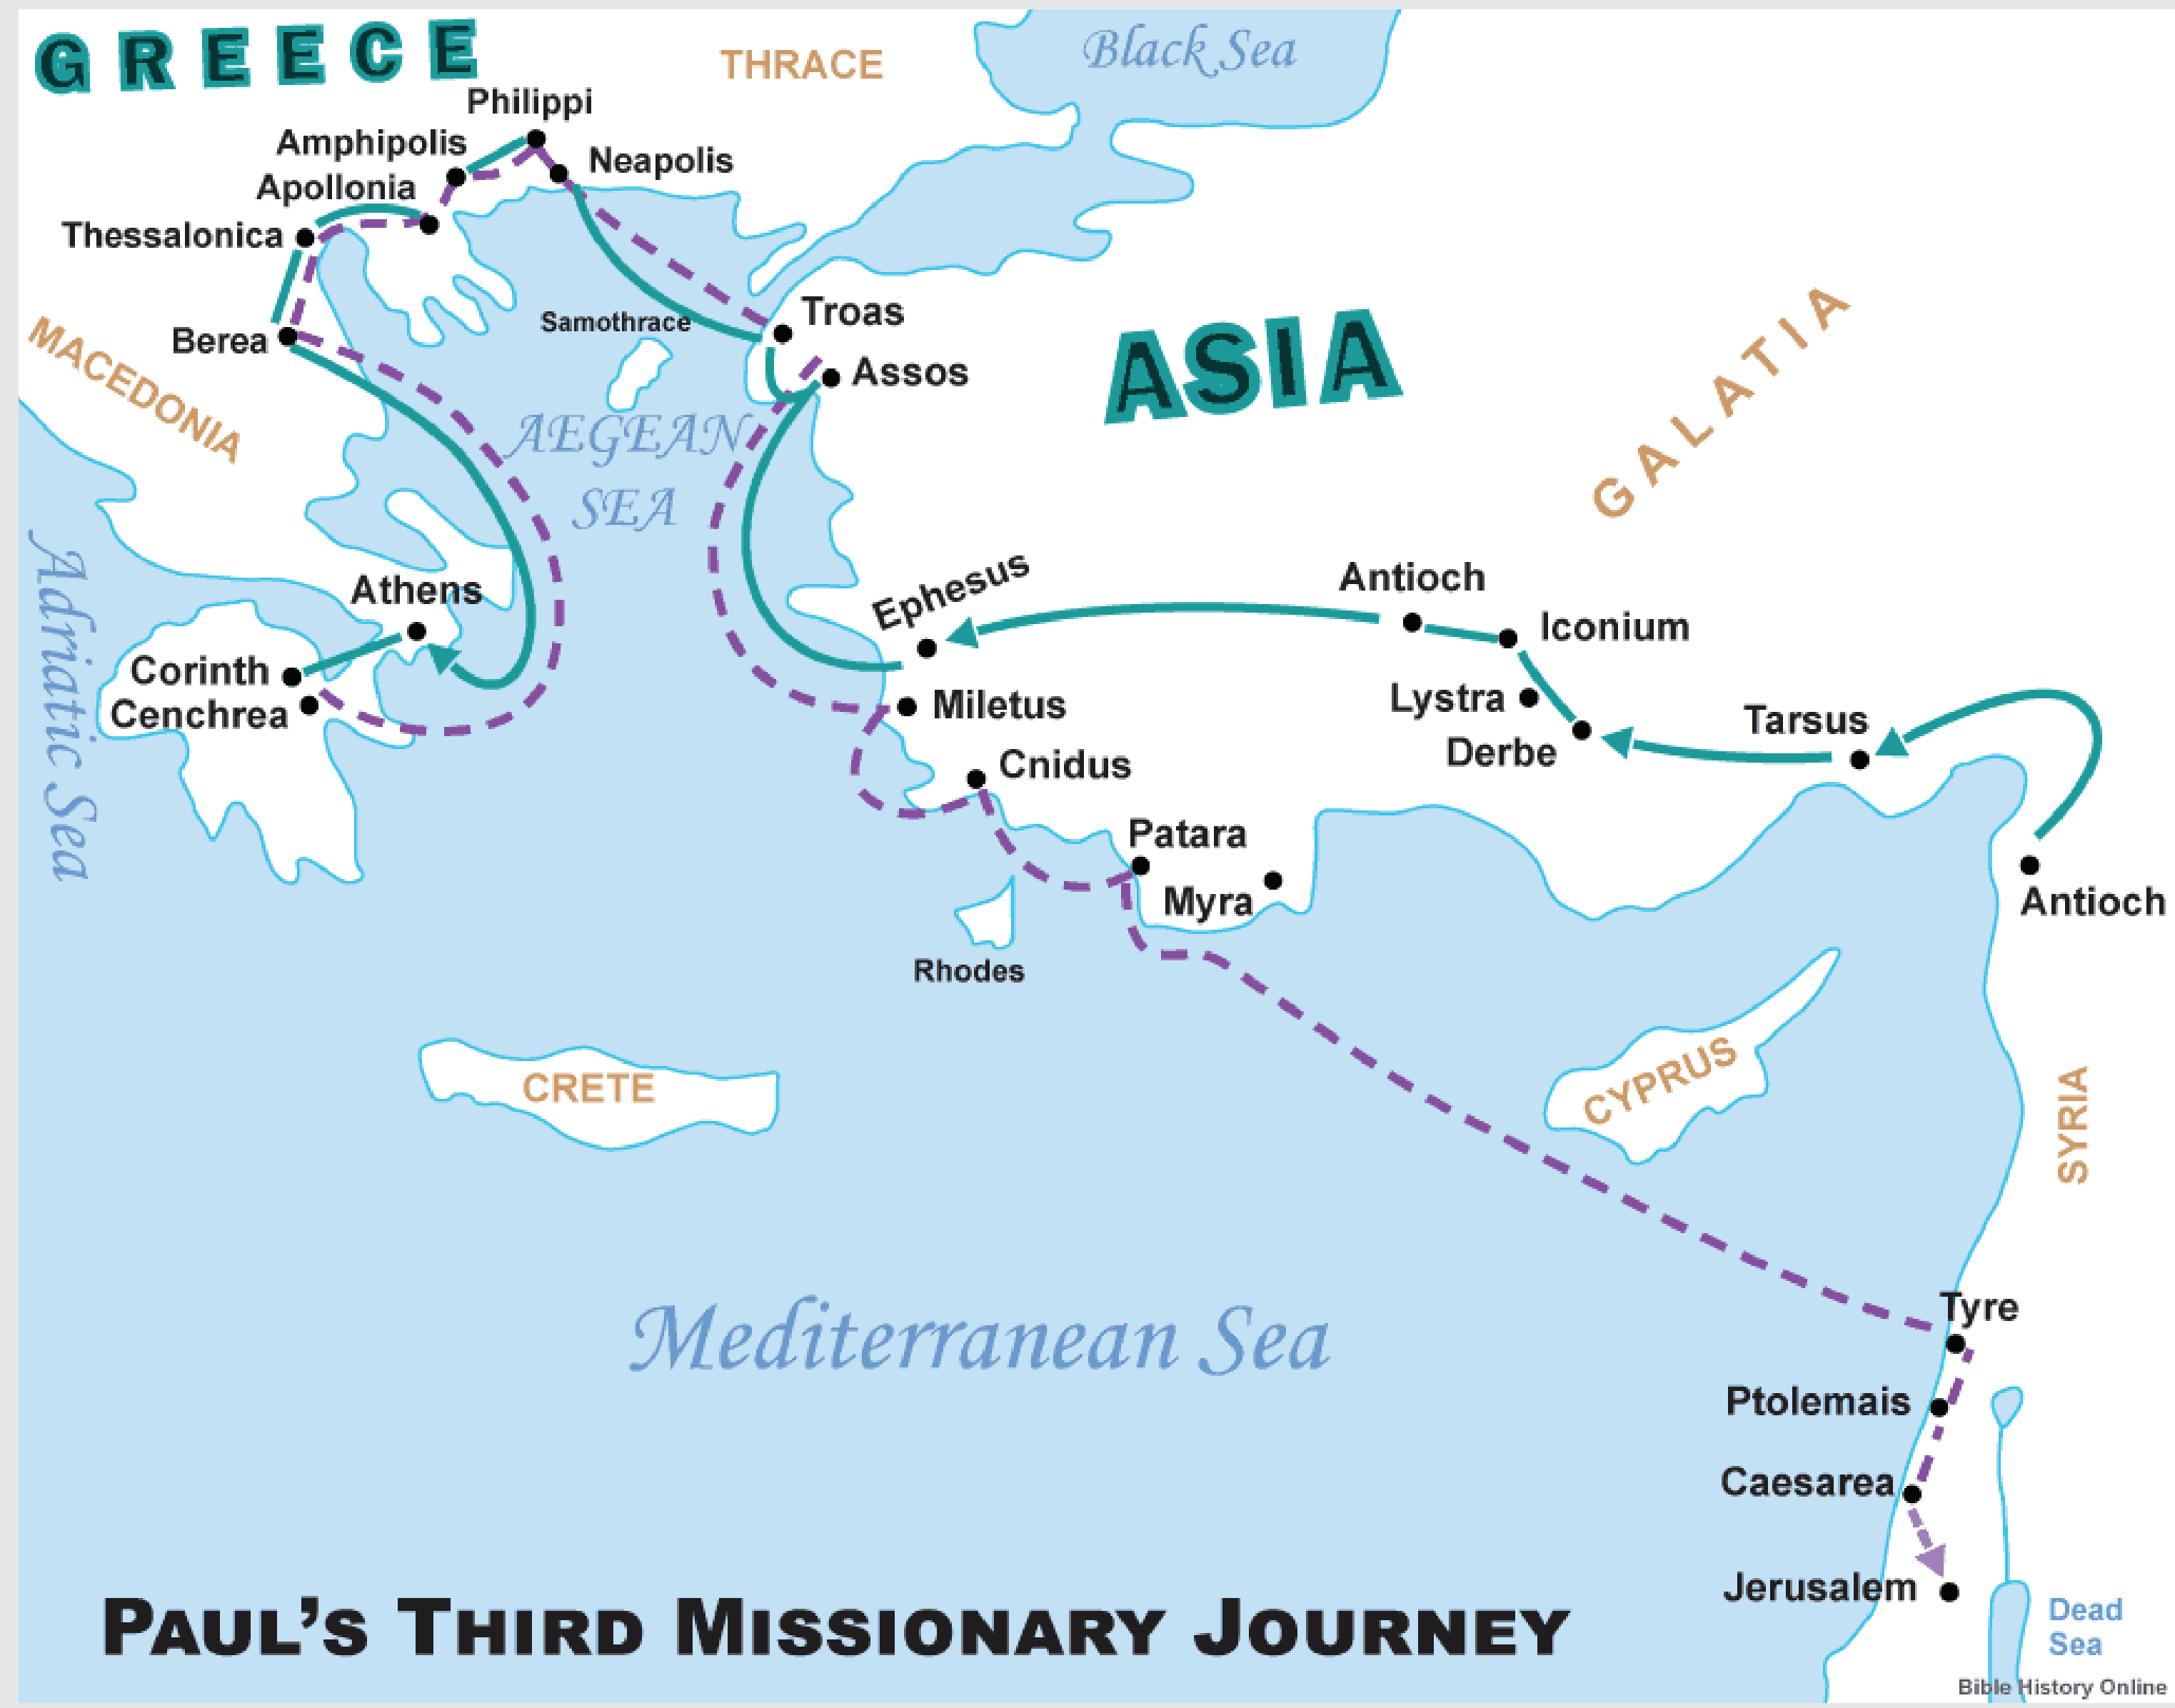 GREECE
THRACE
Black Sea
Philippi
Amphipolis
Neapolis
Apollonia
Thessalonica
Troas
Samothrace
Berea
Assos
MACEDONIA
ASIA
GALATIA
AEGEAN
SEA
Adriatic Sea
Ephesus
Antioch
Athens
Iconium
Corinth
Lystra
Cenchrea
Miletus
Tarsus
Derbe
Cnidus
Patara
Myra
Antioch
Rhodes
CRETE
CYPRUS
SYRIA
Tyre
Mediterranean Sea
Ptolemais
Caesarea
Jerusalem
Dead
Sea
PAUL'S THIRD MISSIONARY JOURNEY
Bible History Online